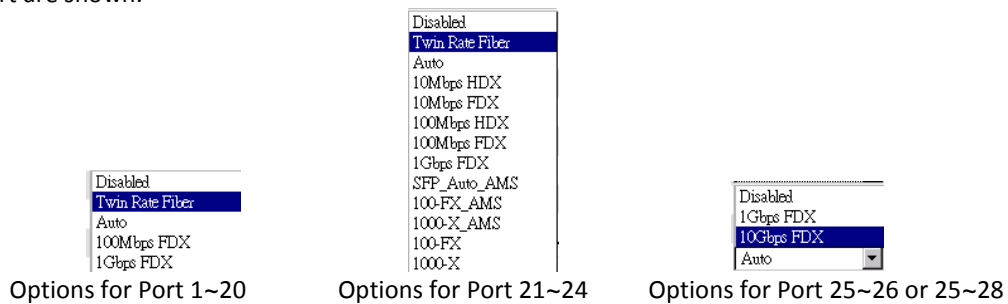 Disabled
Twin Rate Fiber
Auto
100Mbps FDX
1Gbps FDX
Options for Port 1~20
Disabled
Twin Rate Fiber
Auto
10Mbps HDX
10Mbps FDX
100Mbps HDX
100Mbps FDX
1Gbps FDX
SFP_Auto_AMS
100-FX_AMS
1000-X_AMS
100-FX
1000-X
Options for Port 21~24
Disabled
1Gbps FDX
10Gbps FDX
Auto
Options for Port 25~26 or 25~28